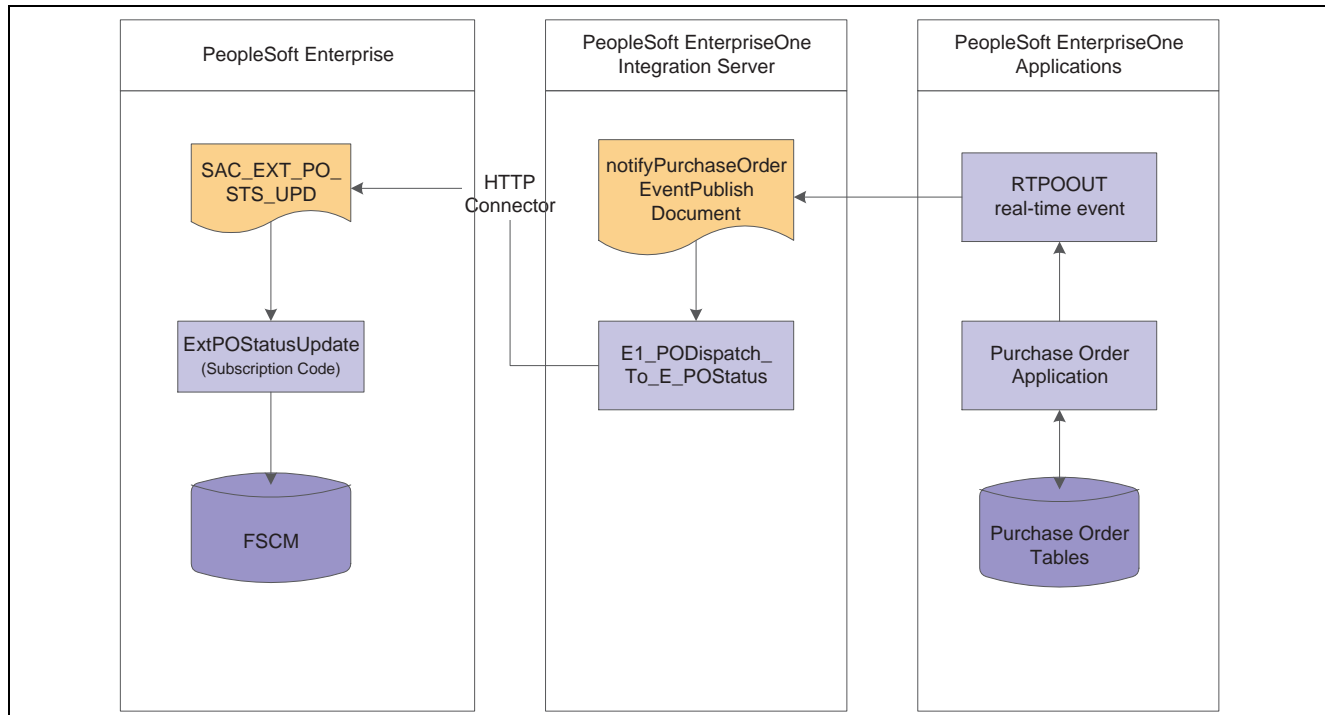 PeopleSoft Enterprise
PeopleSoft EnterpriseOne
Integration Server
PeopleSoft EnterpriseOne
Applications
SAC_EXT_PO_
STS_UPD
HTTP
Connector
notifyPurchaseOrder
EventPublish
Document
RTPOOUT
real-time event
ExtPOStatusUpdate
(Subscription Code)
E1_PODispatch_
To_E_POStatus
Purchase Order
Application
FSCM
Purchase Order
Tables